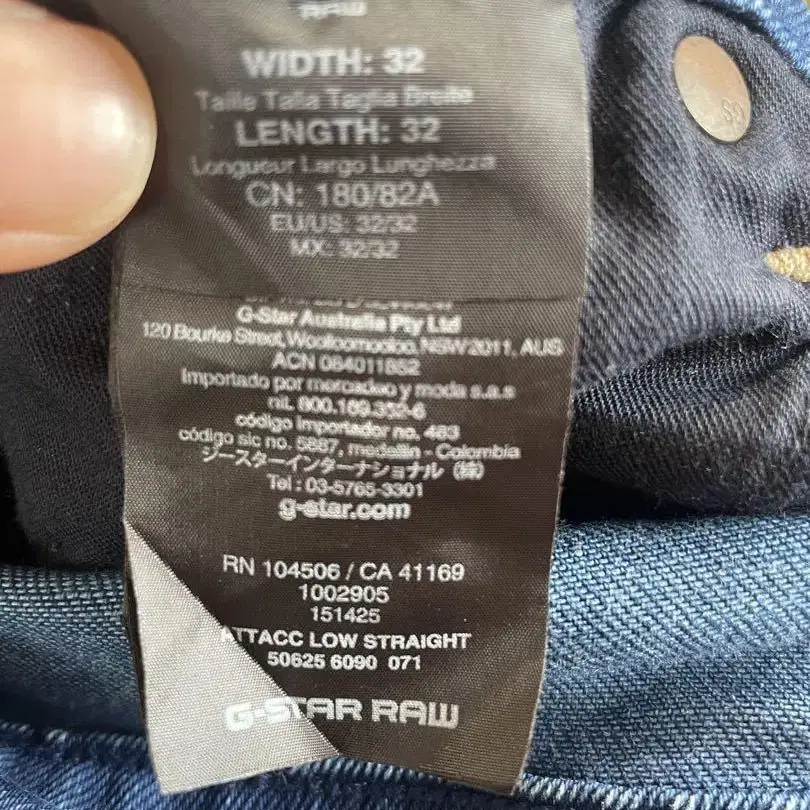 RAW
WIDTH: 32
Taille Talla Taglia Breite
LENGTH: 32
Longueur Largo Lunghezza
CN: 180/82A
EU/US: 32/32
MX: 32/32
G-Star Australia Pty Ltd
120 Bourke Street, Woolloomooloo, NSW 2011, AUS
ACN 084011852
Importado por mercadeo y moda s.a.s
nit. 800.169.352-6
código importador no. 463
código sic no. 5887, medellin - Colombia
ジースターインターナショナル (株)
Tel : 03-5765-3301
g-star.com
RN 104506 / CA 41169
1002905
151425
ATTACC LOW STRAIGHT
50625 6090 071
G-STAR RAW